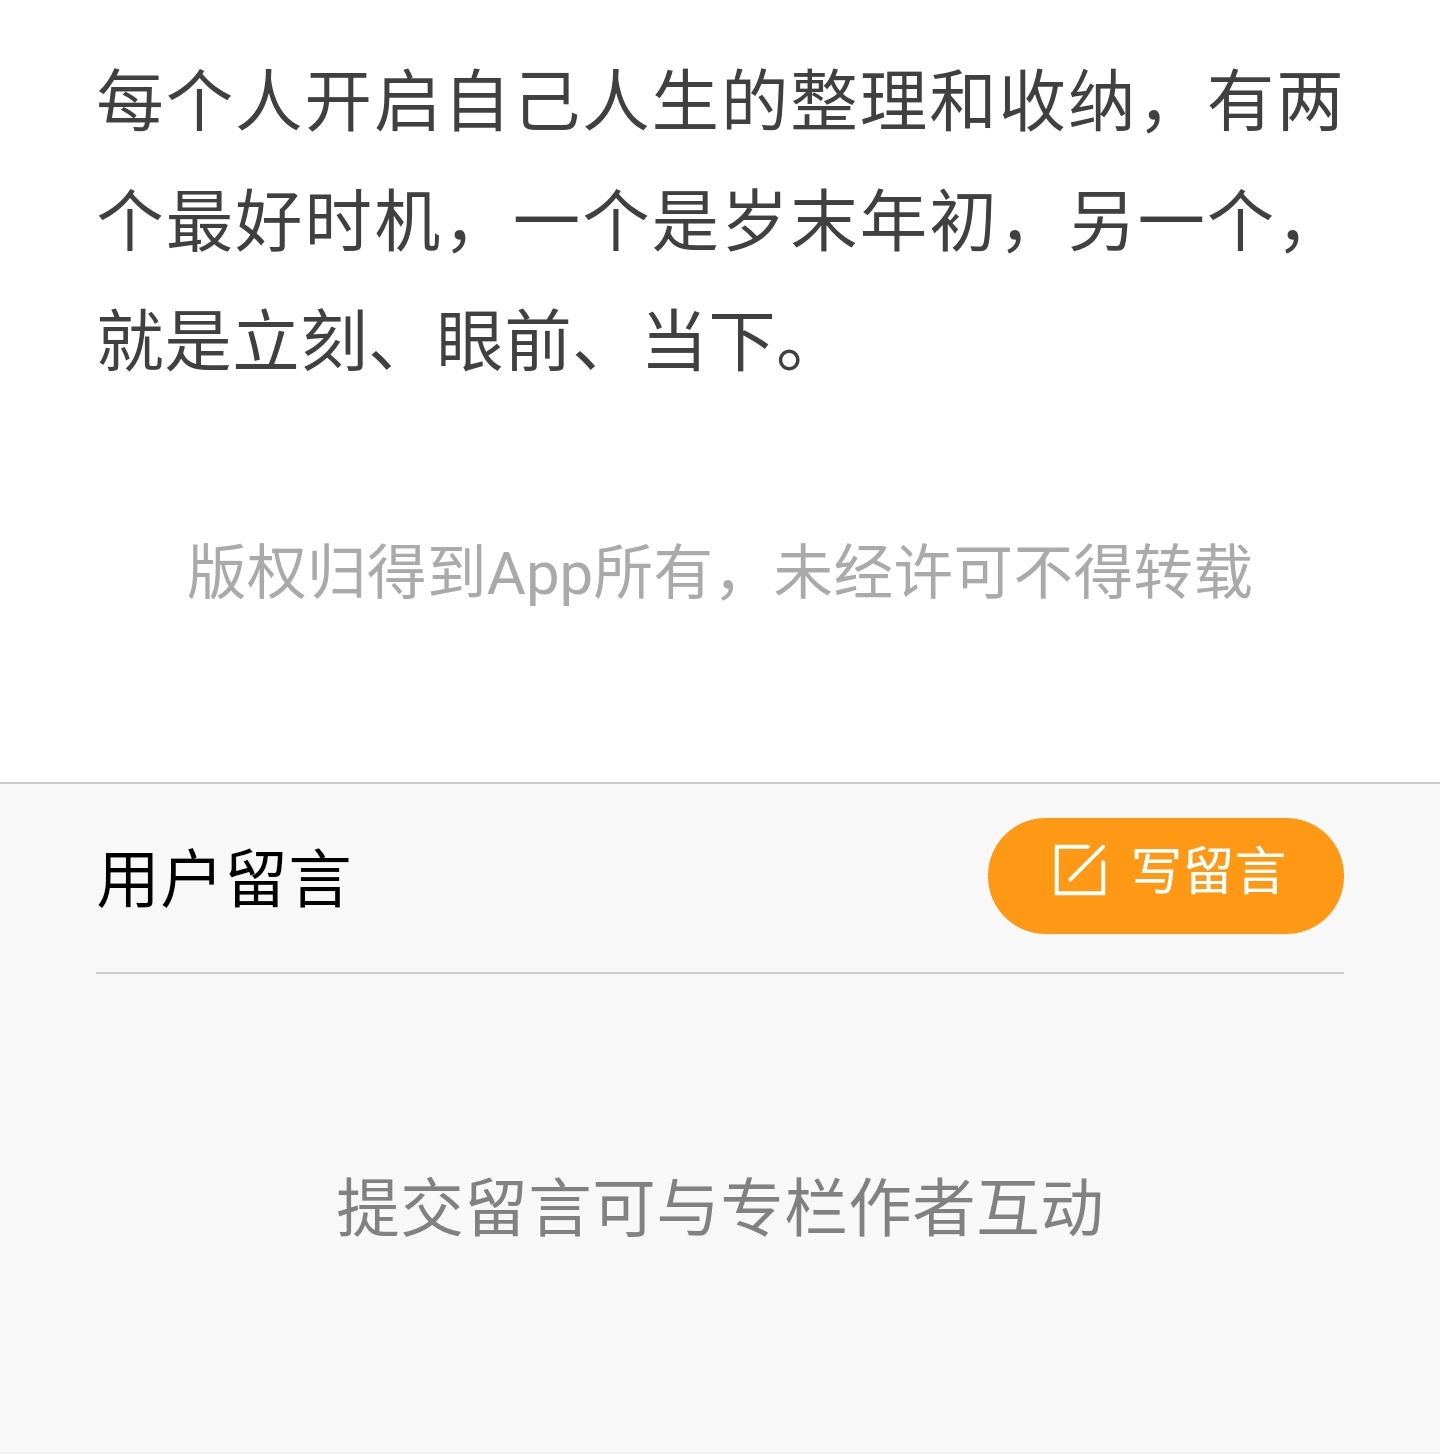 每个人开启自己人生的整理和收纳，有两
个最好时机，一个是岁末年初，另一个，
就是立刻、眼前、当下。
版权归得到App所有，未经许可不得转载
用户留言
写留言
提交留言可与专栏作者互动